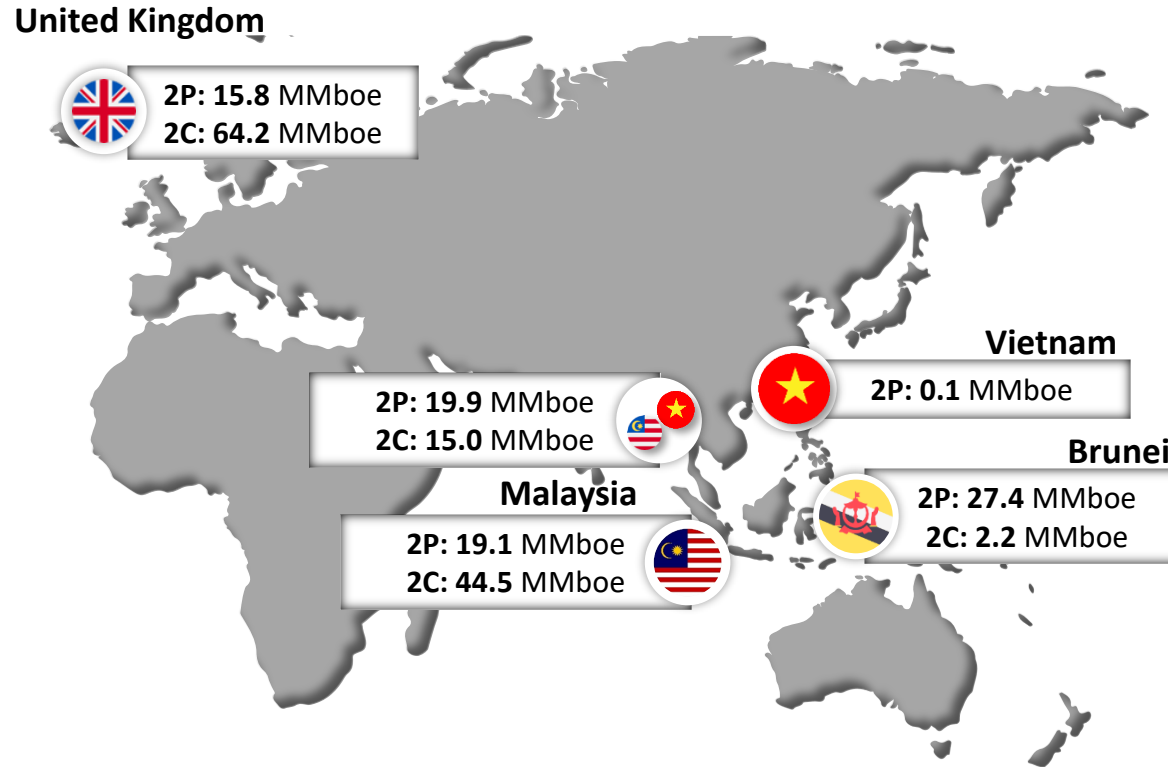 United Kingdom
2P: 15.8 MMboe
2C: 64.2 MMboe
Vietnam
2P: 0.1 MMboe
2P: 19.9 MMboe
2C: 15.0 MMboe
Brunei
2P: 27.4 MMboe
2C: 2.2 MMboe
Malaysia
2P: 19.1 MMboe
2C: 44.5 MMboe